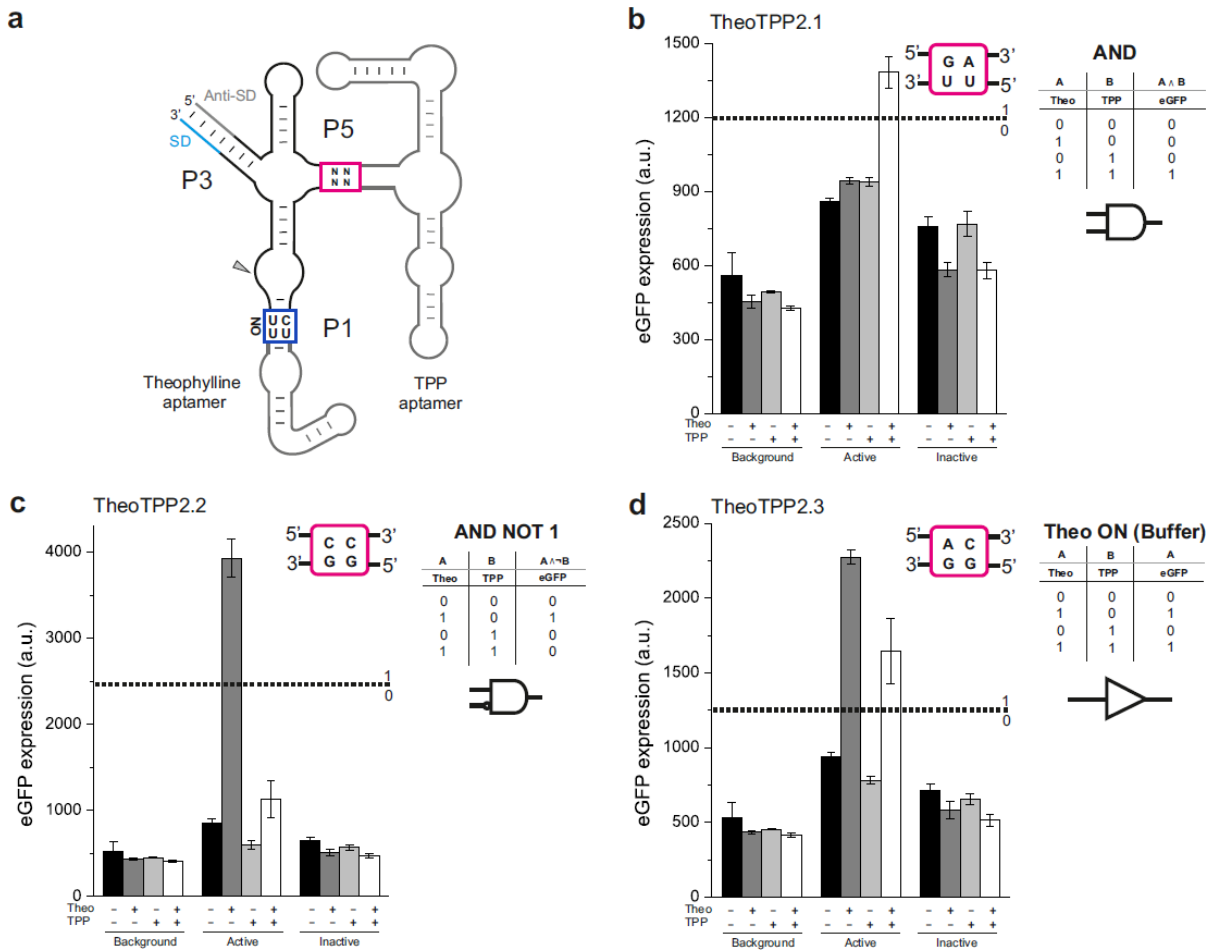 a
5'
3'
Anti-SD
SD
P3
P5
N N
N N
ON
U C
U U
P1
Theophylline
aptamer
TPP
aptamer
b
TheoTPP2.1
eGFP expression (a.u.)
1500
1200
900
600
300
0
5' G A 3'
3' U U 5'
1
0
Theo – + – + – + – + – + – +
TPP – – + + – – + + – – + +
Background Active Inactive
AND
A B A ∧ B
Theo TPP eGFP
0 0 0
1 0 0
0 1 0
1 1 1
c
TheoTPP2.2
eGFP expression (a.u.)
4000
3000
2000
1000
0
5' C C 3'
3' G G 5'
1
0
Theo – + – + – + – + – + – +
TPP – – + + – – + + – – + +
Background Active Inactive
AND NOT 1
A B A ∧ ¬ B
Theo TPP eGFP
0 0 0
1 0 1
0 1 0
1 1 0
d
TheoTPP2.3
eGFP expression (a.u.)
2500
2000
1500
1000
500
0
5' A C 3'
3' G G 5'
1
0
Theo – + – + – + – + – + – +
TPP – – + + – – + + – – + +
Background Active Inactive
Theo ON (Buffer)
A B A
Theo TPP eGFP
0 0 0
1 0 1
0 1 0
1 1 1